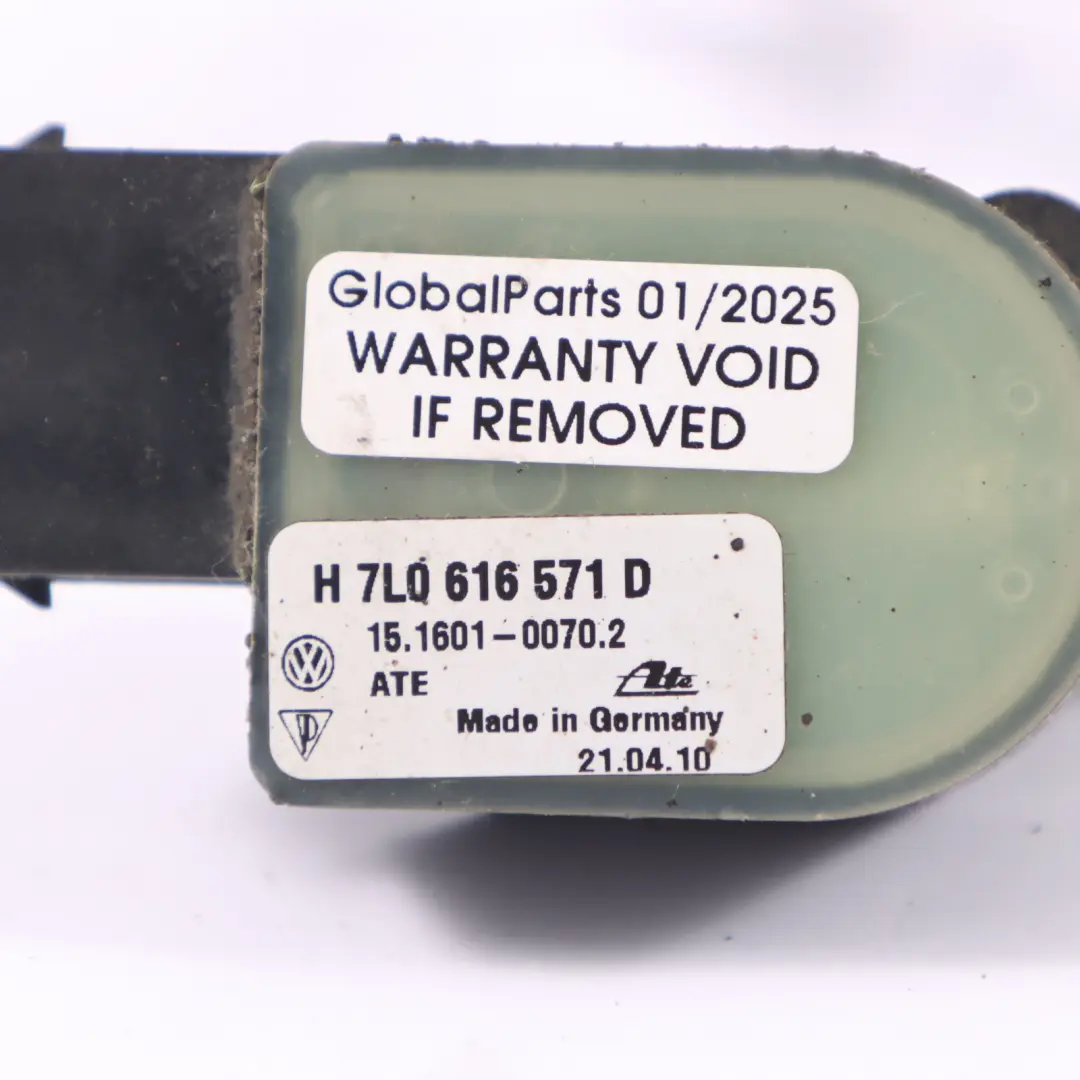 GlobalParts 01/2025
WARRANTY VOID
IF REMOVED
H 7L0 616 571 D
15.1601-0070.2
ATE
Ate
Made in Germany
21.04.10